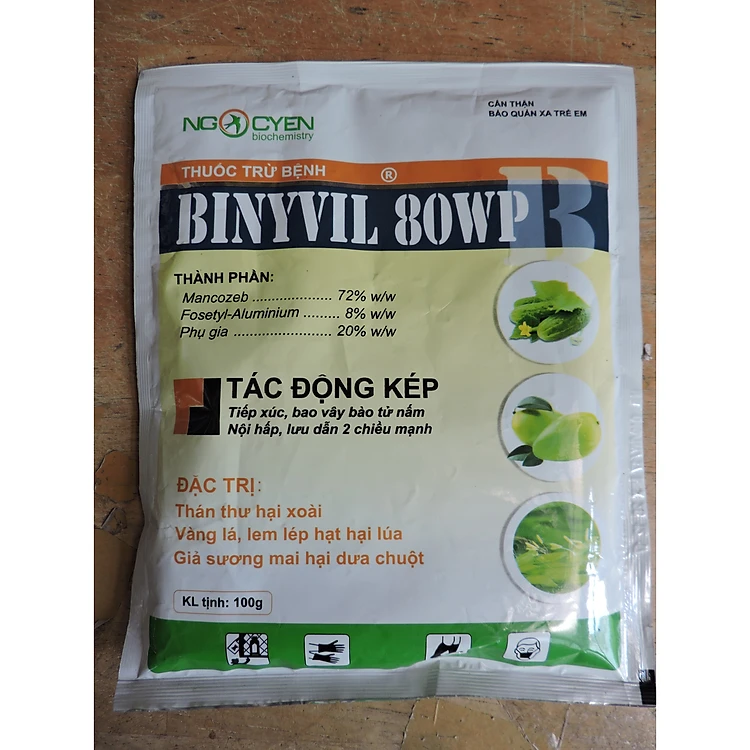 NGOCYEN
biochemistry
CẨN THẬN
BẢO QUẢN XA TRẺ EM
THUỐC TRỪ BỆNH ®
BINYVIL 80WP
B
THÀNH PHẦN:
Mancozeb .................... 72% w/w
Fosetyl-Aluminium ......... 8% w/w
Phụ gia ......................... 20% w/w
TÁC ĐỘNG KÉP
Tiếp xúc, bao vây bào tử nấm
Nội hấp, lưu dẫn 2 chiều mạnh
ĐẶC TRỊ:
Thán thư hại xoài
Vàng lá, lem lép hạt hại lúa
Giả sương mai hại dưa chuột
KL tịnh: 100g